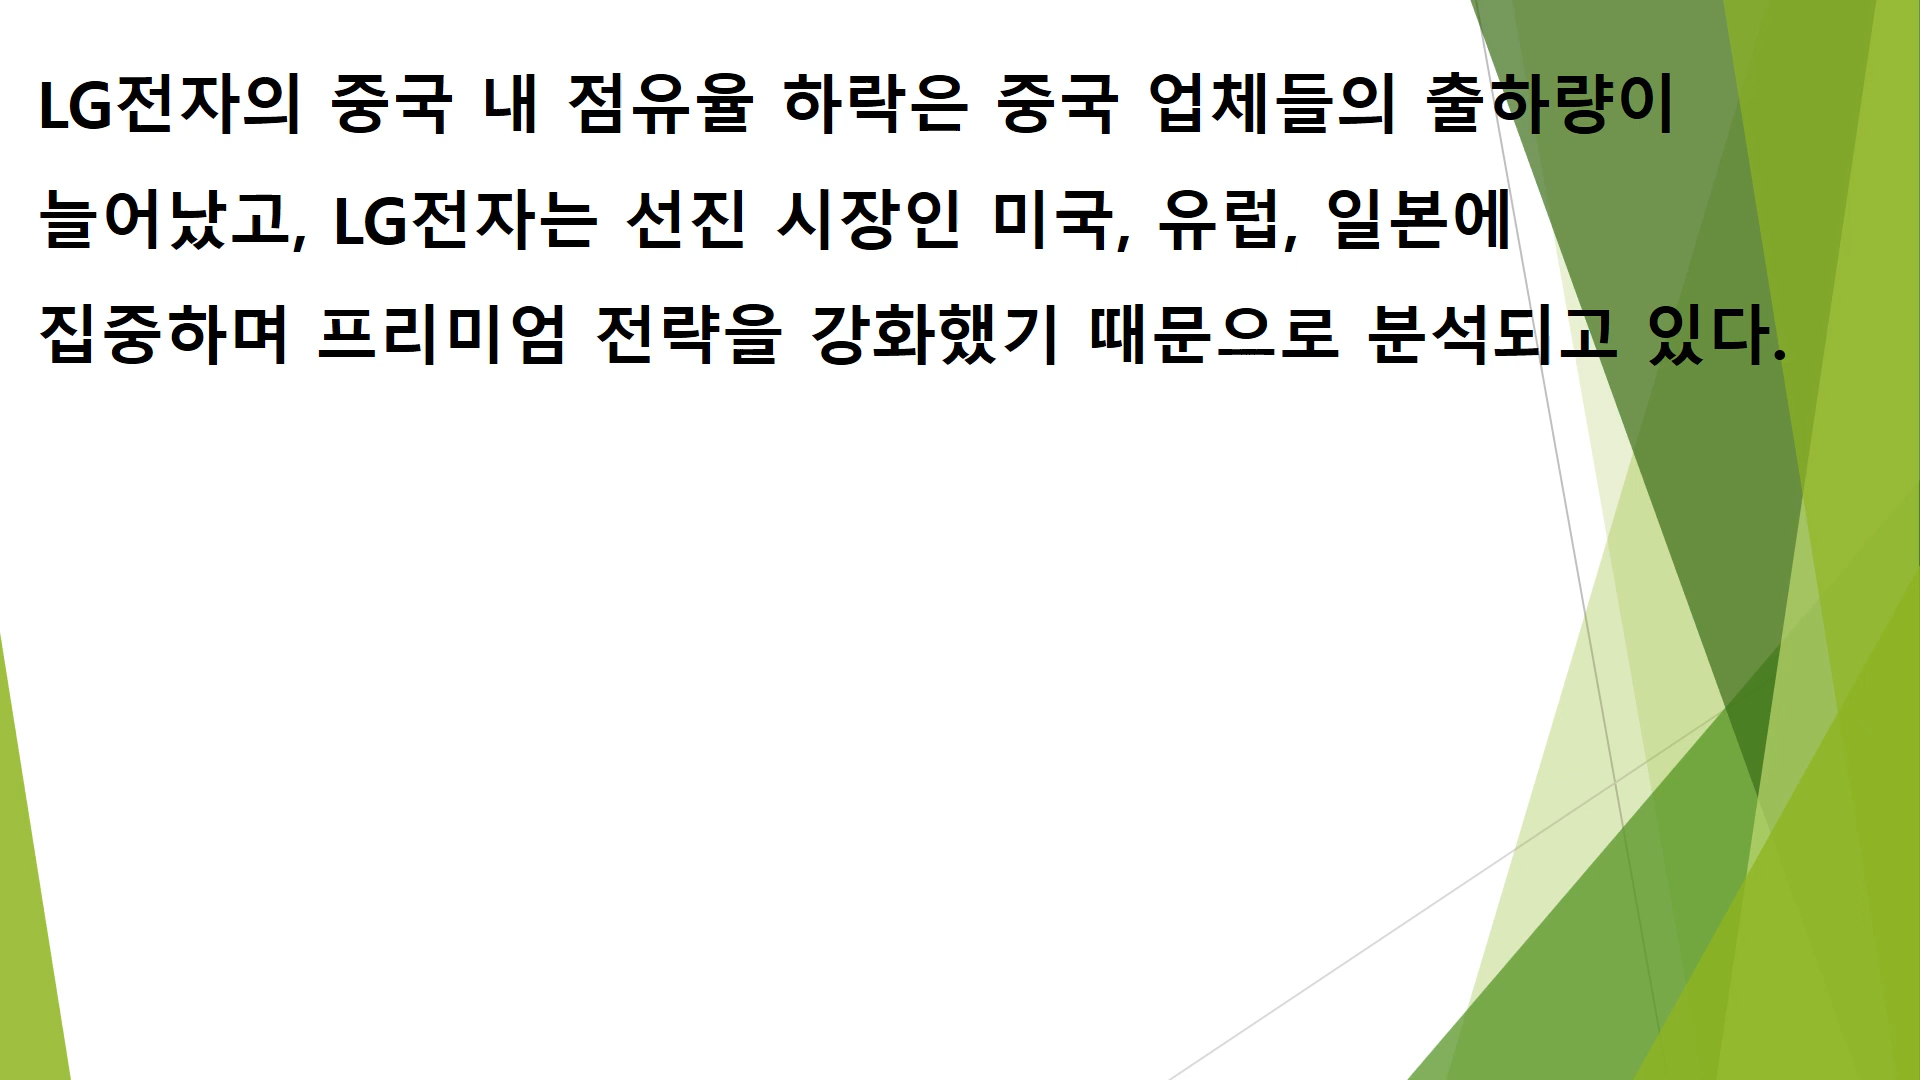 LG전자의 중국 내 점유율 하락은 중국 업체들의 출하량이
늘어났고, LG전자는 선진 시장인 미국, 유럽, 일본에
집중하며 프리미엄 전략을 강화했기 때문으로 분석되고 있다.